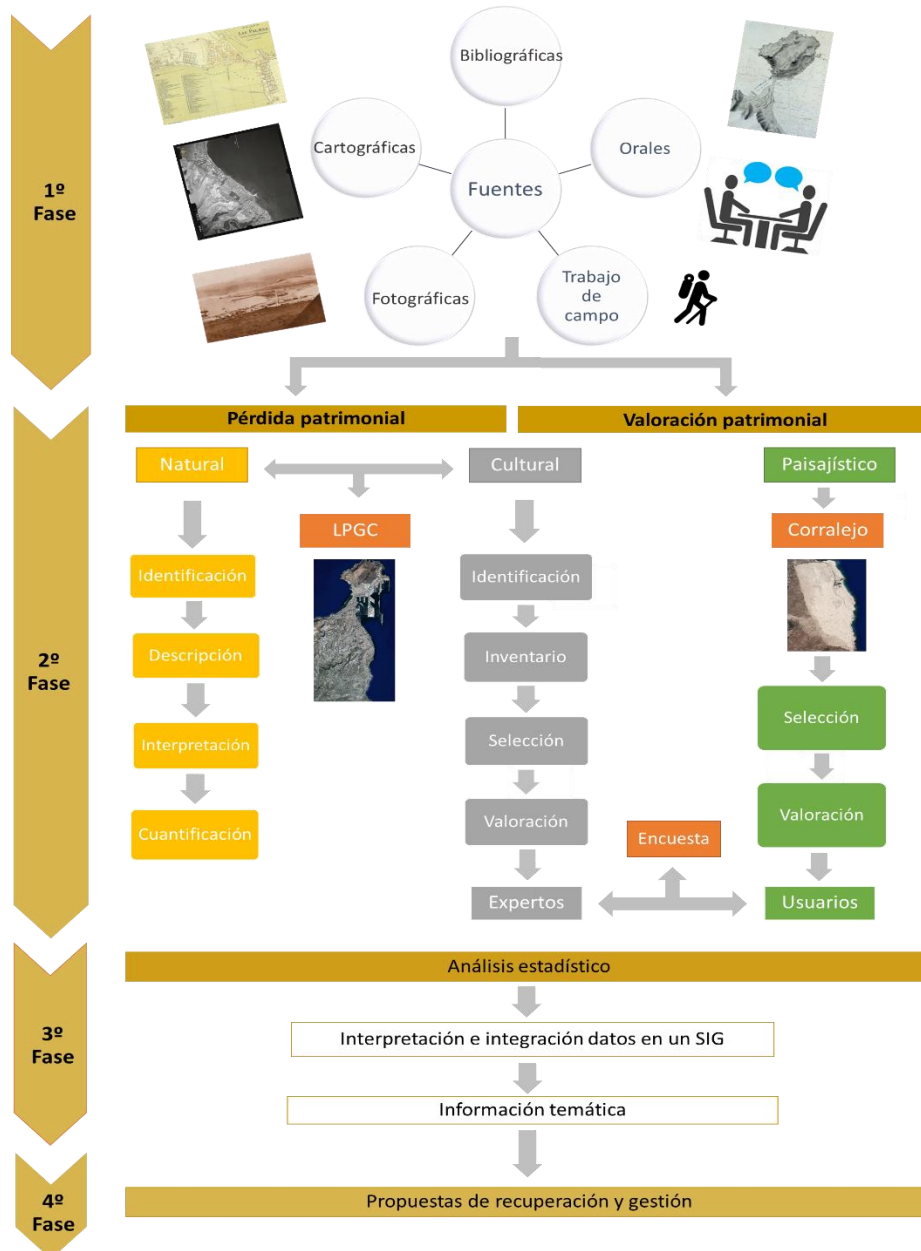 LAS PALMAS
Bibliográficas
Cartográficas
Orales
Fuentes
1º
Fase
Fotográficas
Trabajo
de
campo
Pérdida patrimonial
Valoración patrimonial
Natural
Cultural
Paisajístico
LPGC
Corralejo
Identificación
Identificación
Descripción
Inventario
2º
Fase
Selección
Interpretación
Selección
Cuantificación
Valoración
Valoración
Encuesta
Expertos
Usuarios
Análisis estadístico
3º
Fase
Interpretación e integración datos en un SIG
Información temática
4º
Fase
Propuestas de recuperación y gestión